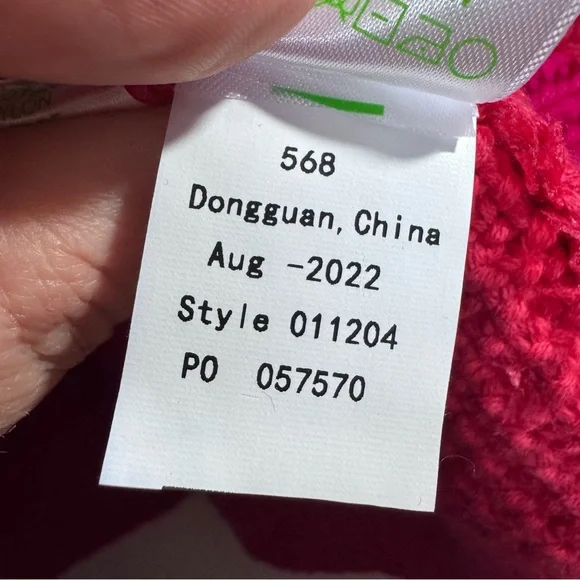 568
Dongguan, China
Aug -2022
Style 011204
PO 057570